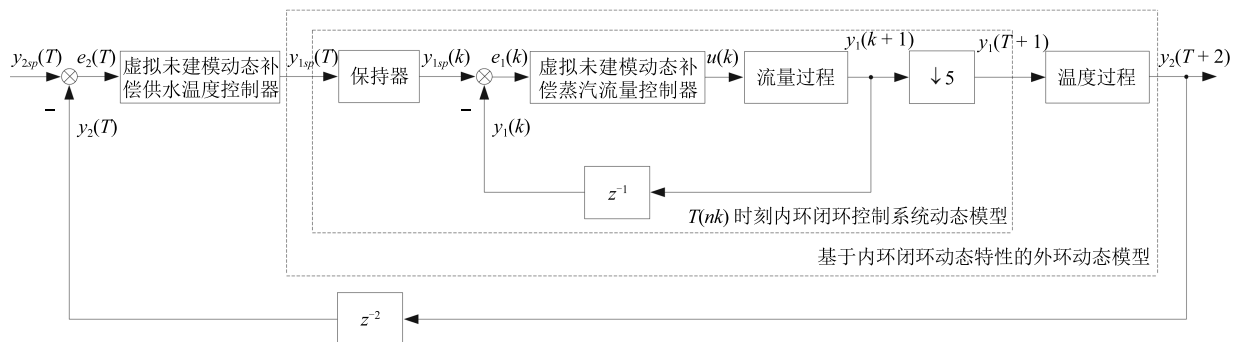 y₂ₛₚ(T)
e₂(T)
虚拟未建模动态补
偿供水温度控制器
y₁ₛₚ(T)
保持器
y₁ₛₚ(k)
e₁(k)
虚拟未建模动态补
偿蒸汽流量控制器
u(k)
流量过程
y₁(k+1)
↓5
y₁(T+1)
温度过程
y₂(T+2)
−
y₂(T)
−
y₁(k)
z⁻¹
T(nk) 时刻内环闭环控制系统动态模型
基于内环闭环动态特性的外环动态模型
z⁻²